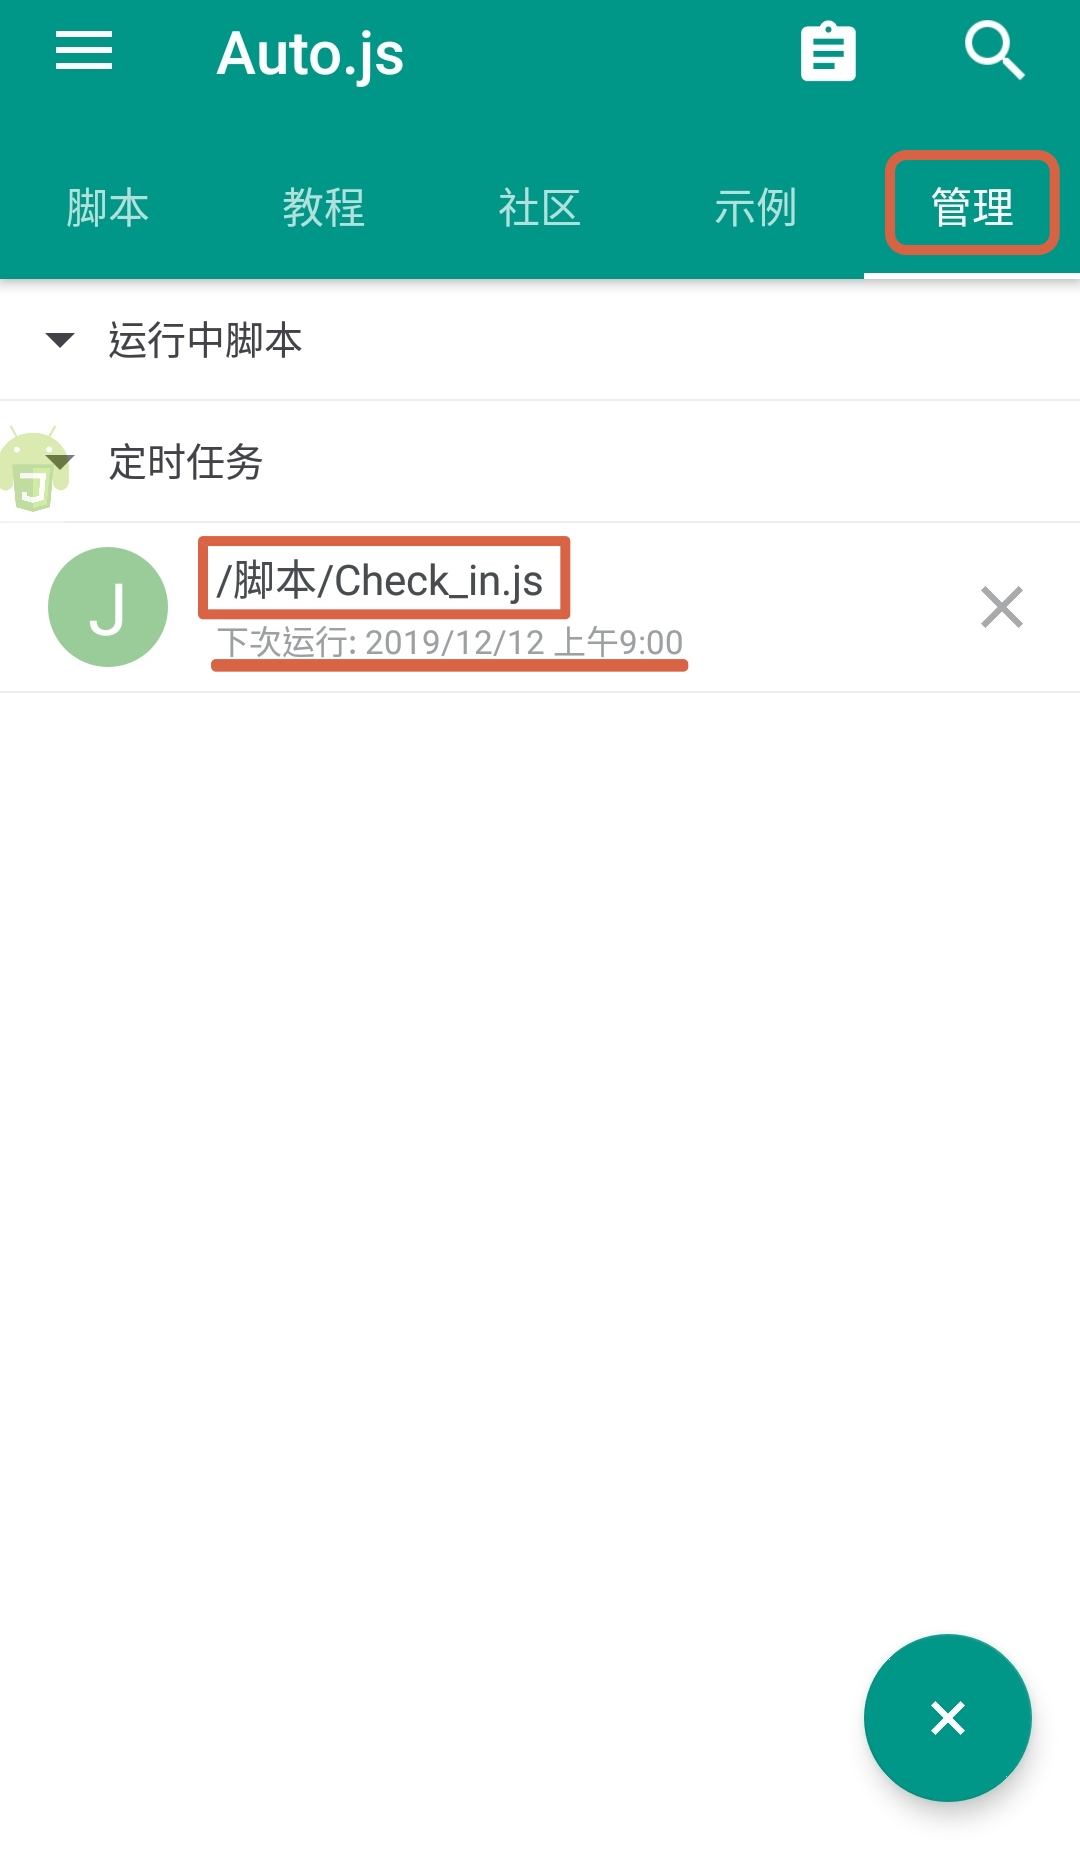 Auto.js
脚本 教程 社区 示例 管理
运行中脚本
定时任务
J
J
/脚本/Check_in.js
下次运行: 2019/12/12 上午9:00